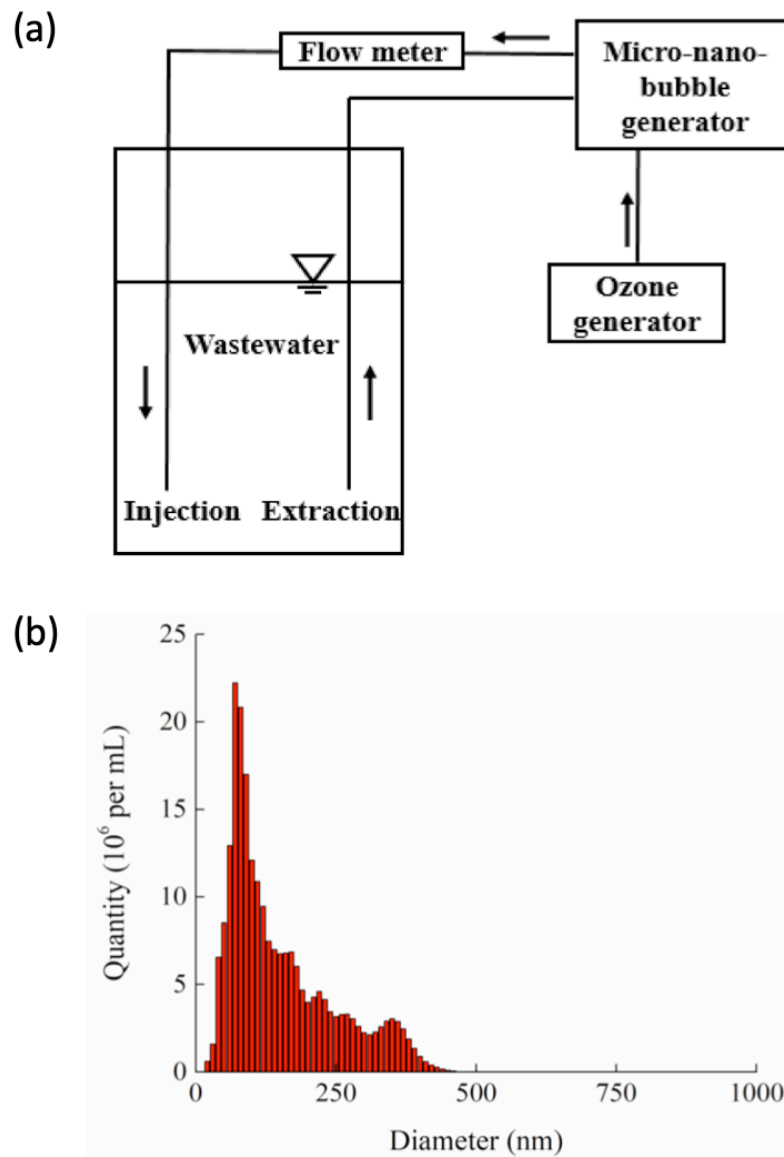 (a)
Flow meter
Micro-nano-
bubble
generator
Ozone
generator
Wastewater
Injection Extraction
(b)
25
20
15
10
5
0
Quantity (10⁶ per mL)
0 250 500 750 1000
Diameter (nm)